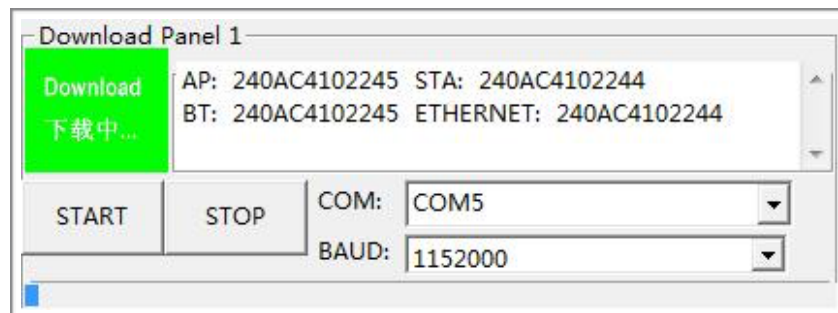 Download Panel 1
Download
下载中...
AP: 240AC4102245 STA: 240AC4102244
BT: 240AC4102245 ETHERNET: 240AC4102244
START
STOP
COM:
COM5
BAUD:
1152000